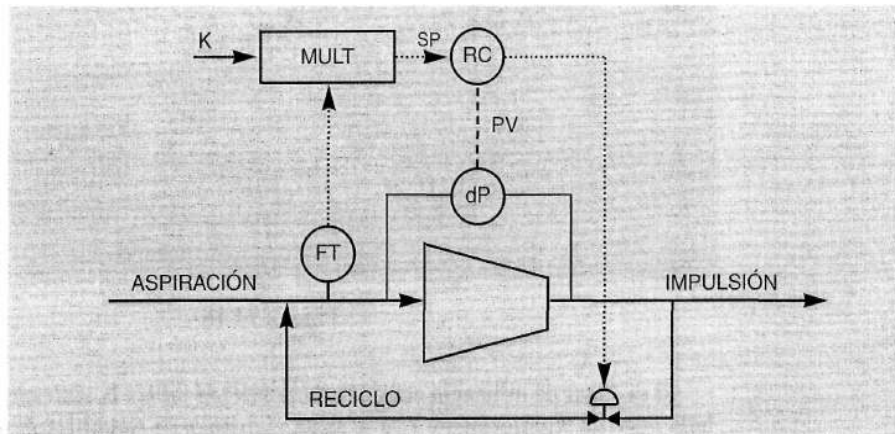 K
MULT
SP
RC
PV
dP
FT
ASPIRACIÓN
IMPULSIÓN
RECICLO